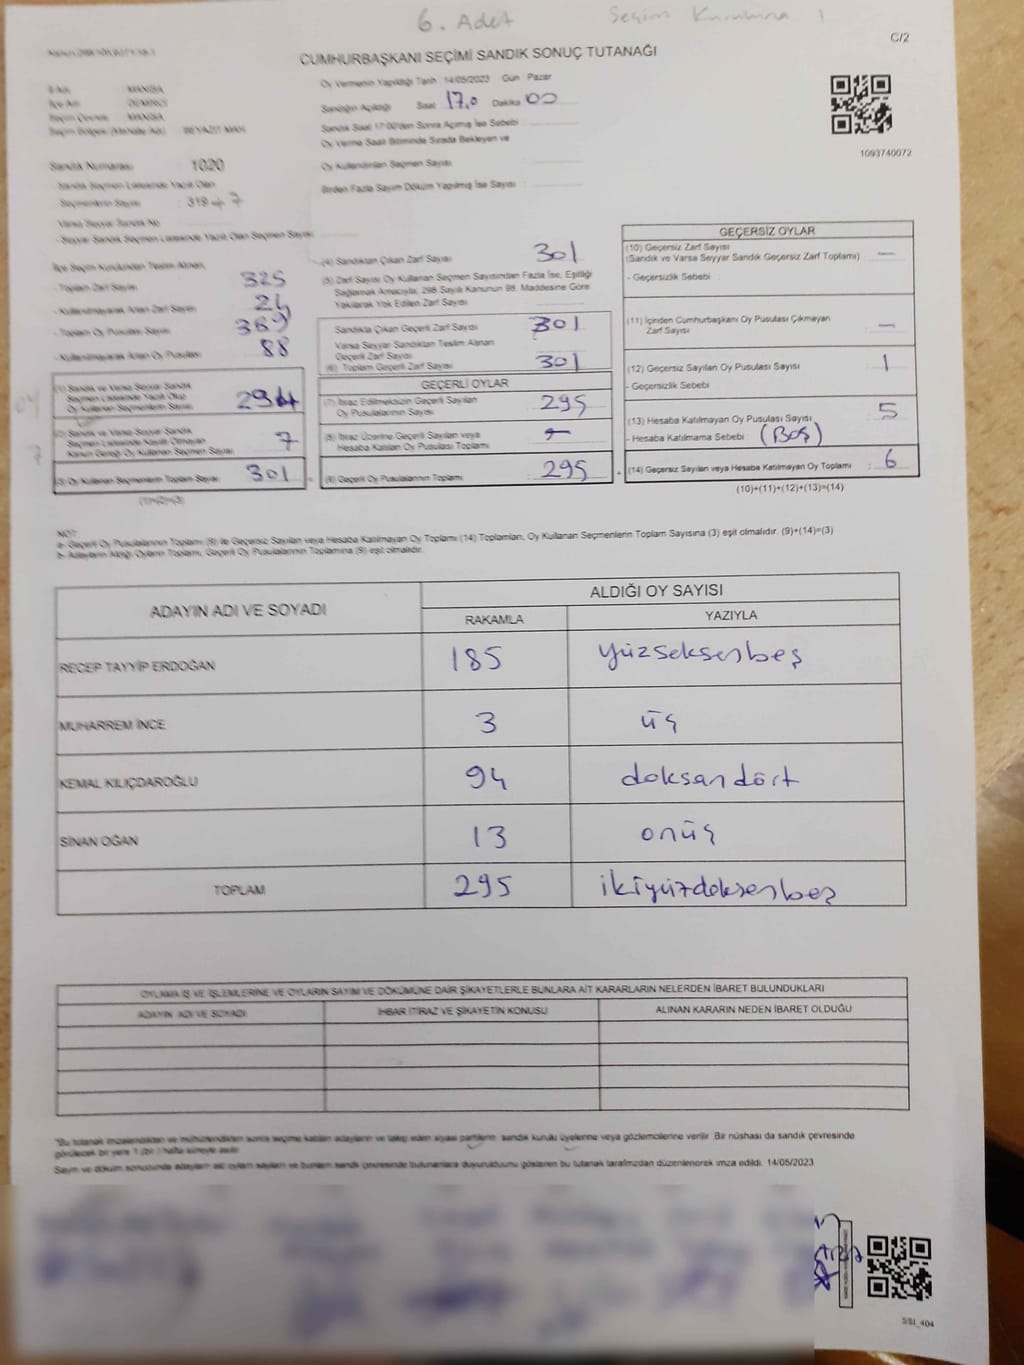 6. Adet Seçim Kuruluna 1
C/2
CUMHURBAŞKANI SEÇİMİ SANDIK SONUÇ TUTANAĞI
İl Adı : MANİSA
İlçe Adı : DEMİRCİ
Seçim Çevresi : MANİSA
Seçim Bölgesi (Mahalle/Adı) : BEYAZIT MAH.
Oy Vermenin Yapıldığı Tarih 14/05/2023 Gün Pazar
Sandığın Açıldığı Saat 17.0 Dakika 00
Sandık Saat 17:00'den Sonra Açılmış İse Sebebi :
Oy Verme Saati Bitiminde Sırada Bekleyen ve
Oy Kullandırılan Seçmen Sayısı :
Birden Fazla Sayım Döküm Yapılmış İse Sayısı :
1093740072
Sandık Numarası 1020
- Sandık Seçmen Listesinde Yazılı Olan
Seçmenlerin Sayısı : 318 + 7
Varsa Seyyar Sandık No
- Seyyar Sandık Seçmen Listesinde Yazılı Olan Seçmen Sayısı
İlçe Seçim Kurulundan Teslim Alınan,
- Toplam Zarf Sayısı 325
- Kullanılmayarak Artan Zarf Sayısı 24
- Toplam Oy Pusulası Sayısı 389
- Kullanılmayarak Artan Oy Pusulası 88
(1) Sandık ve Varsa Seyyar Sandık
Seçmen Listesinde Yazılı Olup
Oy Kullanan Seçmenlerin Sayısı 294
(2) Sandık ve Varsa Seyyar Sandık
Seçmen Listesinde Kayıtlı Olmayan
Kanun Gereği Oy Kullanan Seçmen Sayısı 7
(3) Oy Kullanan Seçmenlerin Toplam Sayısı 301
(1)+(2)=(3)
(4) Sandıktan Çıkan Zarf Sayısı 301
(5) Zarf Sayısı Oy Kullanan Seçmen Sayısından Fazla İse, Eşitliği
Sağlamak Amacıyla, 298 Sayılı Kanunun 98. Maddesine Göre
Yakılarak Yok Edilen Zarf Sayısı
Sandıkta Çıkan Geçerli Zarf Sayısı 301
Varsa Seyyar Sandıktan Teslim Alınan
Geçerli Zarf Sayısı
(6) Toplam Geçerli Zarf Sayısı 301
GEÇERLİ OYLAR
(7) İtiraz Edilmeksizin Geçerli Sayılan
Oy Pusulalarının Sayısı 295
(8) İtiraz Üzerine Geçerli Sayılan veya
Hesaba Katılan Oy Pusulası Toplamı -
(9) Geçerli Oy Pusulalarının Toplamı : 295
GEÇERSİZ OYLAR
(10) Geçersiz Zarf Sayısı
(Sandık ve Varsa Seyyar Sandık Geçersiz Zarf Toplamı) : —
- Geçersizlik Sebebi :
(11) İçinden Cumhurbaşkanı Oy Pusulası Çıkmayan
Zarf Sayısı : —
(12) Geçersiz Sayılan Oy Pusulası Sayısı : 1
- Geçersizlik Sebebi
(13) Hesaba Katılmayan Oy Pusulası Sayısı 5
- Hesaba Katılmama Sebebi (BOŞ)
(14) Geçersiz Sayılan veya Hesaba Katılmayan Oy Toplamı : 6
(10)+(11)+(12)+(13)=(14)
NOT:
a- Geçerli Oy Pusulalarının Toplamı (9) ile Geçersiz Sayılan veya Hesaba Katılmayan Oy Toplamı (14) Toplamları, Oy Kullanan Seçmenlerin Toplam Sayısına (3) eşit olmalıdır. (9)+(14)=(3)
b- Adayların Aldığı Oyların Toplamı, Geçerli Oy Pusulalarının Toplamına (9) eşit olmalıdır.
ADAYIN ADI VE SOYADI ALDIĞI OY SAYISI
RAKAMLA YAZIYLA
RECEP TAYYİP ERDOĞAN 185 yüzseksenbeş
MUHARREM İNCE 3 üç
KEMAL KILIÇDAROĞLU 94 doksandört
SİNAN OĞAN 13 onüç
TOPLAM 295 ikiyüzdoksanbeş
OYLAMA İŞ VE İŞLEMLERİNE VE OYLARIN SAYIM VE DÖKÜMÜNE DAİR ŞİKAYETLERLE BUNLARA AİT KARARLARIN NELERDEN İBARET BULUNDUKLARI
ADAYIN ADI VE SOYADI İHBAR İTİRAZ VE ŞİKAYETİN KONUSU ALINAN KARARIN NEDEN İBARET OLDUĞU
"Bu tutanak imzalandıktan ve mühürlendikten sonra seçime katılan adayların ve takip eden siyasi partilerin sandık kurulu üyelerine veya gözlemcilerine verilir. Bir nüshası da sandık çevresinde
görülecek bir yere 1 (bir) hafta süreyle asılır.
Sayım ve döküm sonucunda adayların aldığı oyların sayıları ve bunların sandık çevresinde bulunanlara duyurulduğunu gösteren bu tutanak tarafımızdan düzenlenerek imza edildi. 14/05/2023
SSI_404